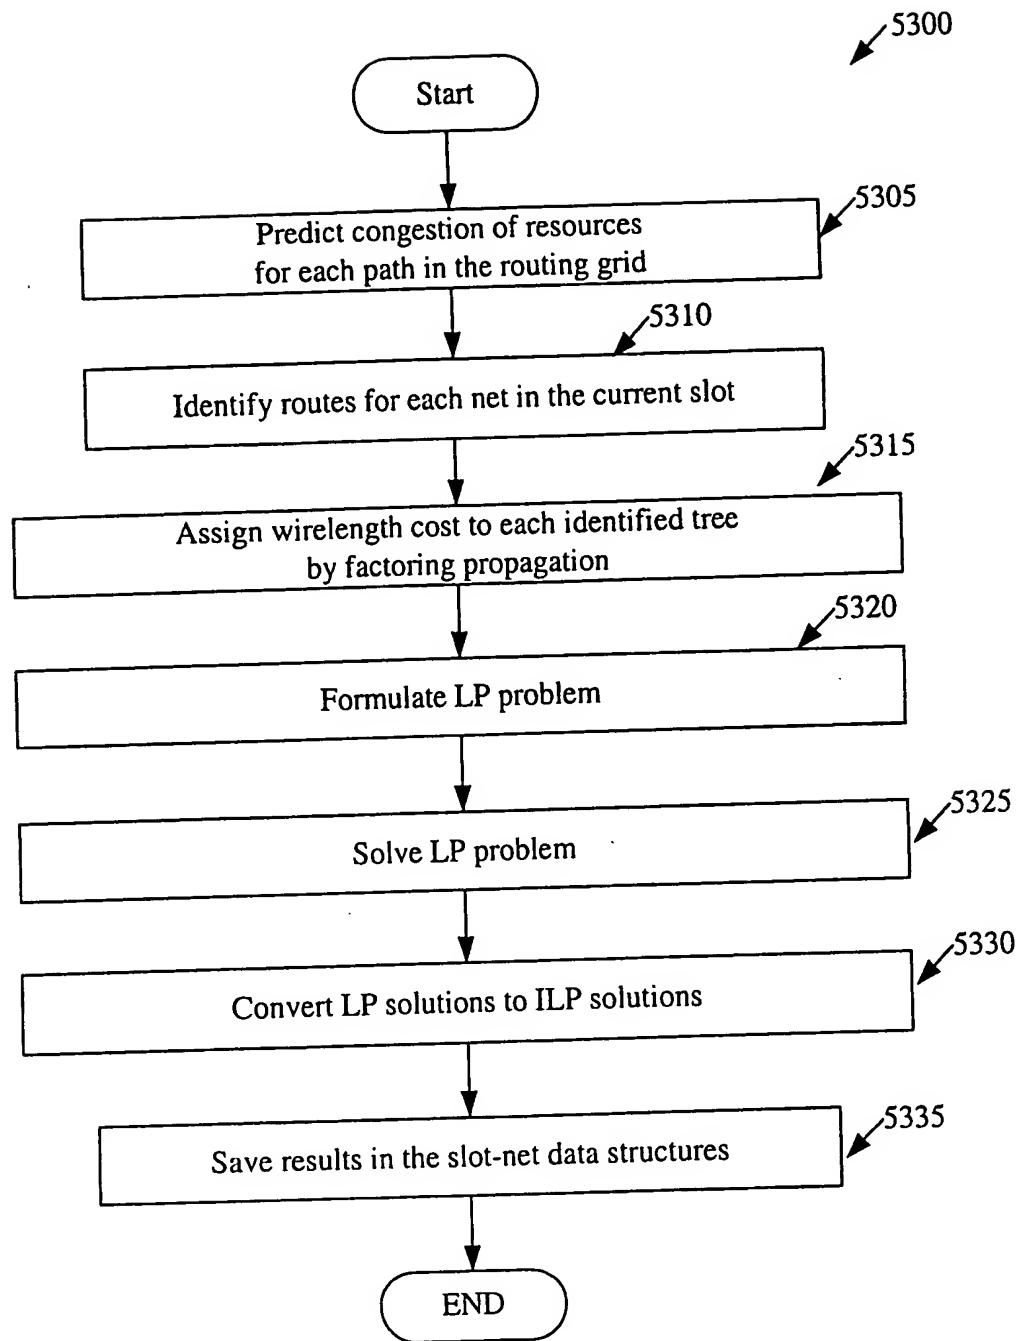 5300
Start
5305
Predict congestion of resources
for each path in the routing grid
5310
Identify routes for each net in the current slot
5315
Assign wirelength cost to each identified tree
by factoring propagation
5320
Formulate LP problem
5325
Solve LP problem
5330
Convert LP solutions to ILP solutions
5335
Save results in the slot-net data structures
END